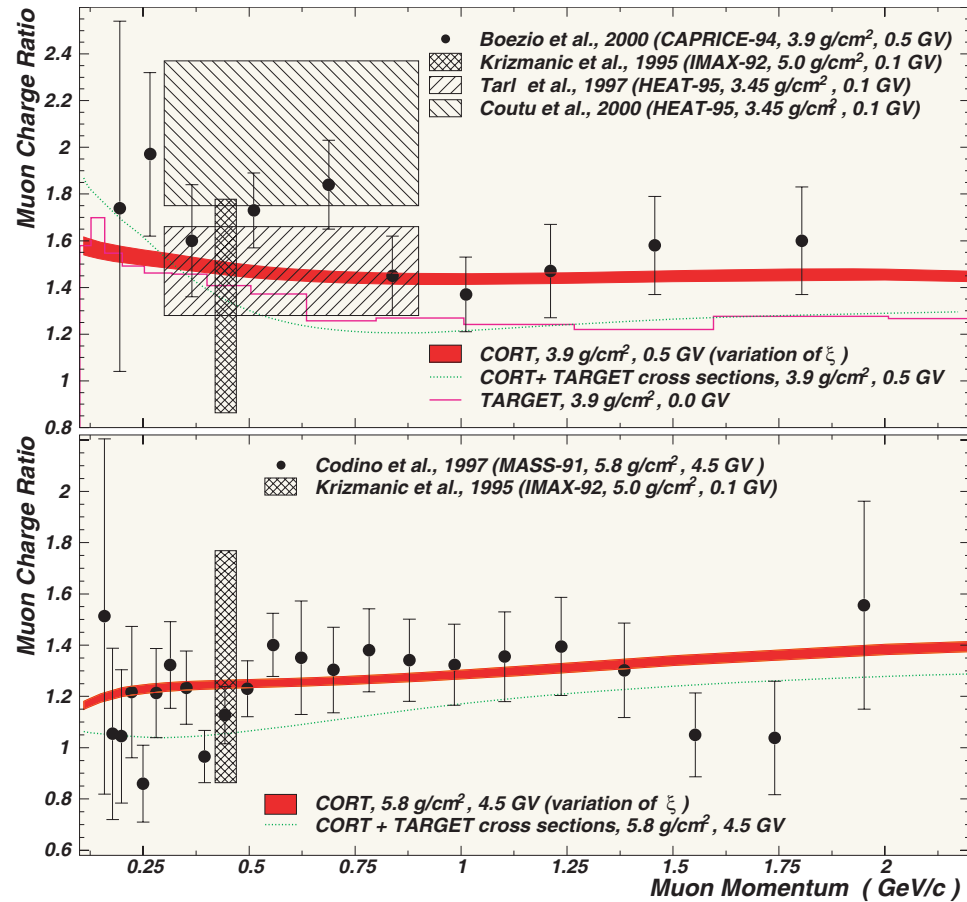 Muon Charge Ratio
2.4
2.2
2
1.8
1.6
1.4
1.2
1
0.8
Boezio et al., 2000 (CAPRICE-94, 3.9 g/cm², 0.5 GV)
Krizmanic et al., 1995 (IMAX-92, 5.0 g/cm², 0.1 GV)
Tarl et al., 1997 (HEAT-95, 3.45 g/cm², 0.1 GV)
Coutu et al., 2000 (HEAT-95, 3.45 g/cm², 0.1 GV)
CORT, 3.9 g/cm², 0.5 GV (variation of ξ)
CORT+ TARGET cross sections, 3.9 g/cm², 0.5 GV
TARGET, 3.9 g/cm², 0.0 GV
Muon Charge Ratio
2
1.8
1.6
1.4
1.2
1
0.8
0.6
Codino et al., 1997 (MASS-91, 5.8 g/cm², 4.5 GV )
Krizmanic et al., 1995 (IMAX-92, 5.0 g/cm², 0.1 GV)
CORT, 5.8 g/cm², 4.5 GV (variation of ξ )
CORT + TARGET cross sections, 5.8 g/cm², 4.5 GV
0.25 0.5 0.75 1 1.25 1.5 1.75 2
Muon Momentum ( GeV/c )